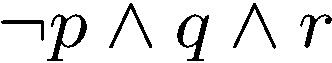 ¬p ∧ q ∧ r